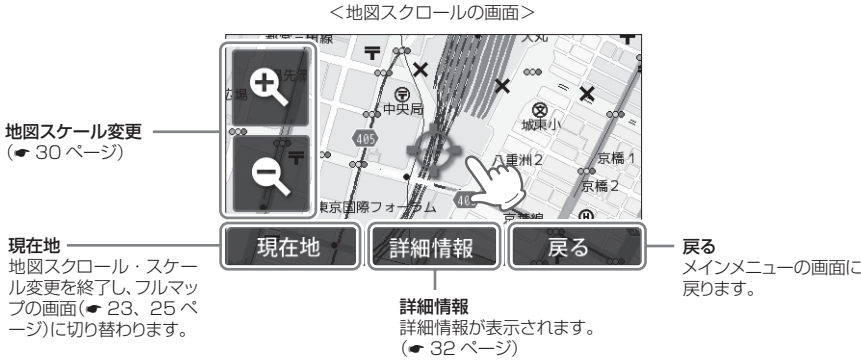 ＜地図スクロールの画面＞
大丸
中央局
城東小
405
八重洲2
京橋1
京橋2
東京国際フォーラム
地図スケール変更
(☛ 30 ページ)
現在地
詳細情報
戻る
現在地
地図スクロール・スケー
ル変更を終了し、フルマッ
プの画面(☛ 23、25 ペ
ージ)に切り替わります。
詳細情報
詳細情報が表示されます。
(☛ 32 ページ)
戻る
メインメニューの画面に
戻ります。